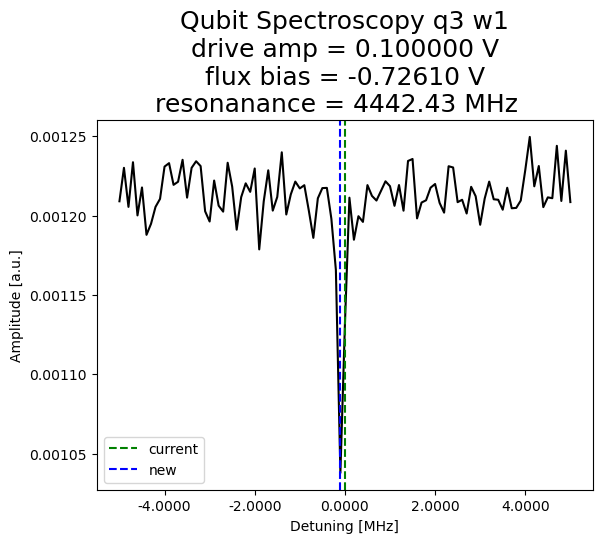 Qubit Spectroscopy q3 w1
drive amp = 0.100000 V
flux bias = -0.72610 V
resonanance = 4442.43 MHz
0.00125
0.00120
0.00115
0.00110
0.00105
Amplitude [a.u.]
current
new
-4.0000 -2.0000 0.0000 2.0000 4.0000
Detuning [MHz]